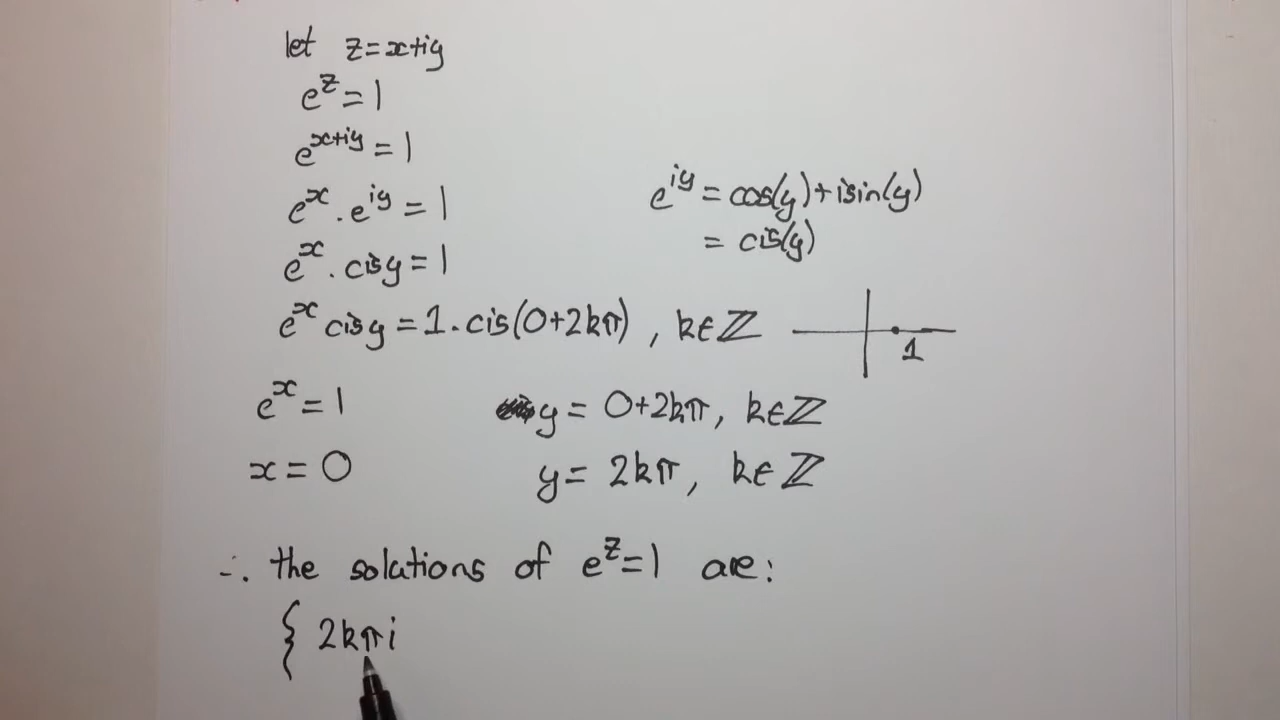 let z=x+iy
e^z=1
e^{x+iy}=1
e^x.e^{iy}=1
e^{iy}=cos(y)+isin(y)
=cis(y)
e^x.cisy=1
e^x cisy=1.cis(0+2kπ), k∈ℤ
1
e^x=1
y=0+2kπ, k∈ℤ
x=0
y=2kπ, k∈ℤ
∴ the solutions of e^z=1 are:
{2kπi